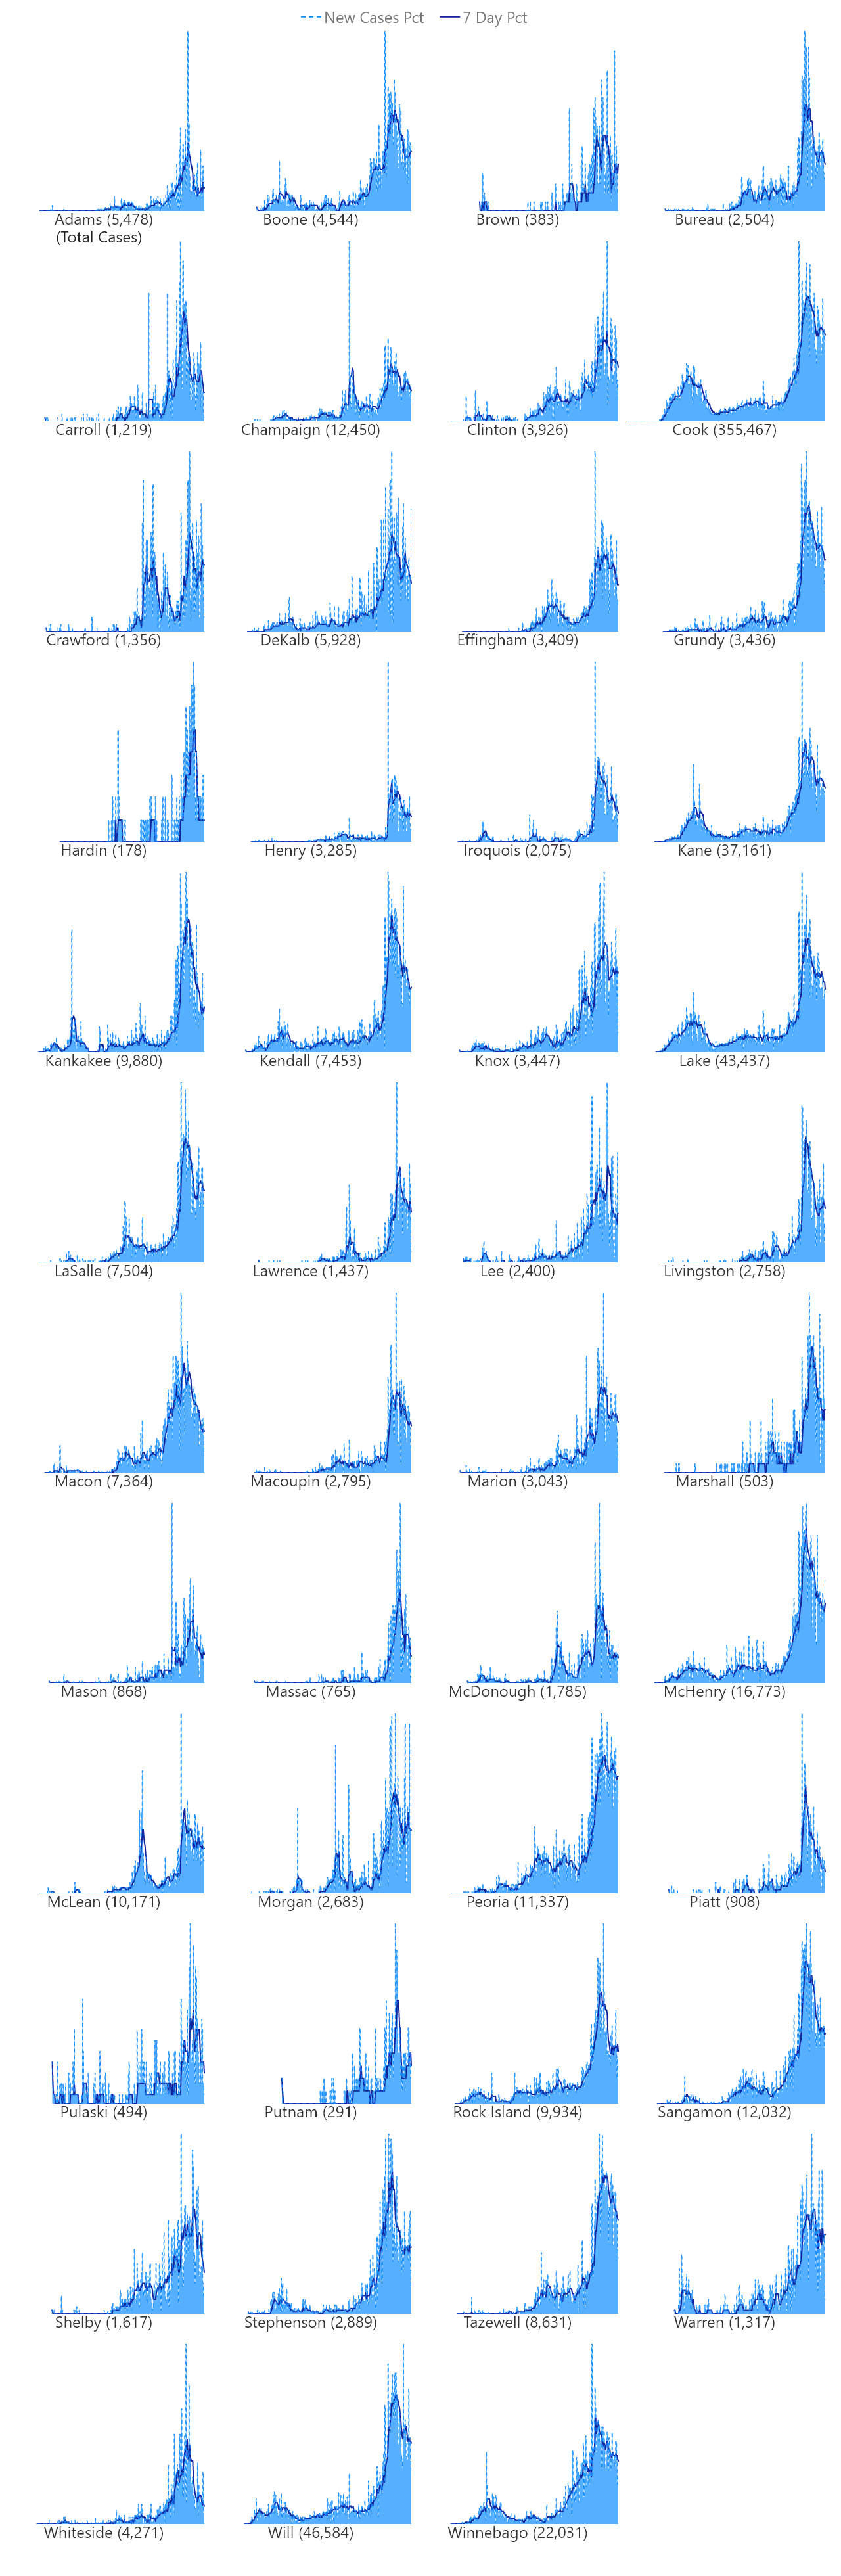 New Cases Pct 7 Day Pct
Adams (5,478) Boone (4,544) Brown (383) Bureau (2,504)
(Total Cases)
Carroll (1,219) Champaign (12,450) Clinton (3,926) Cook (355,467)
Crawford (1,356) DeKalb (5,928) Effingham (3,409) Grundy (3,436)
Hardin (178) Henry (3,285) Iroquois (2,075) Kane (37,161)
Kankakee (9,880) Kendall (7,453) Knox (3,447) Lake (43,437)
LaSalle (7,504) Lawrence (1,437) Lee (2,400) Livingston (2,758)
Macon (7,364) Macoupin (2,795) Marion (3,043) Marshall (503)
Mason (868) Massac (765) McDonough (1,785) McHenry (16,773)
McLean (10,171) Morgan (2,683) Peoria (11,337) Piatt (908)
Pulaski (494) Putnam (291) Rock Island (9,934) Sangamon (12,032)
Shelby (1,617) Stephenson (2,889) Tazewell (8,631) Warren (1,317)
Whiteside (4,271) Will (46,584) Winnebago (22,031)